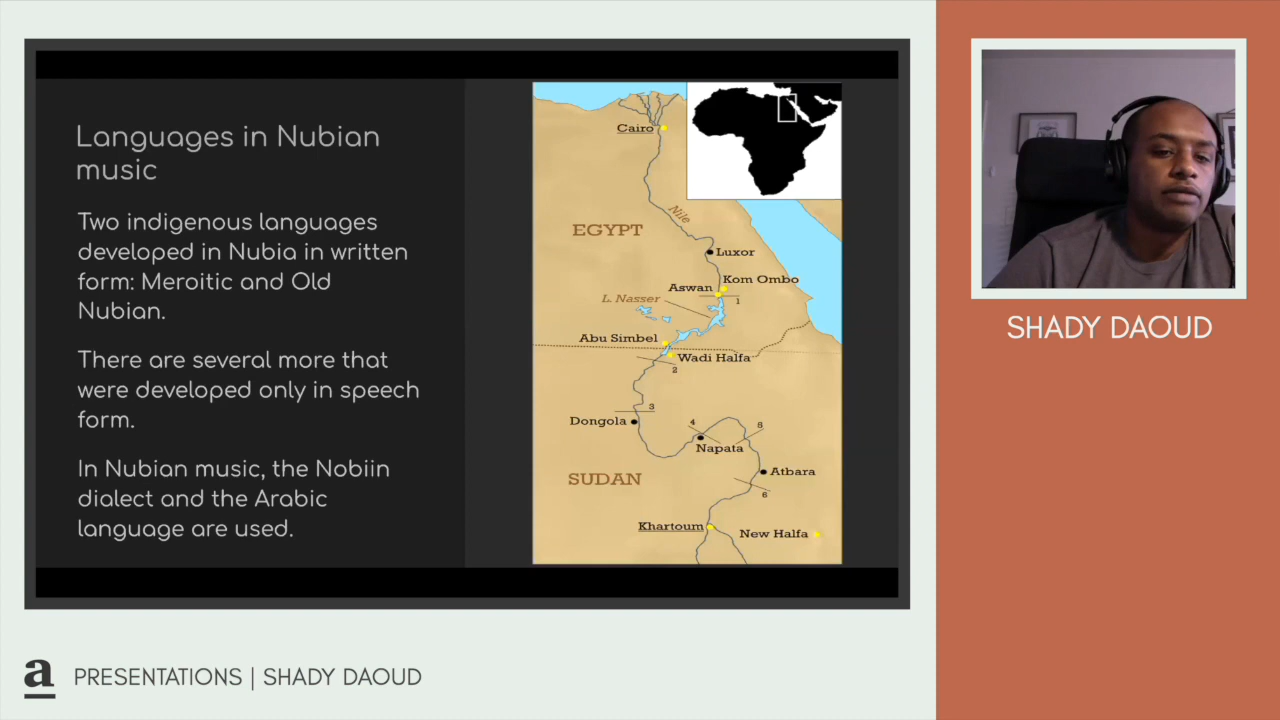 Languages in Nubian
music
Two indigenous languages
developed in Nubia in written
form: Meroitic and Old
Nubian.
There are several more that
were developed only in speech
form.
In Nubian music, the Nobiin
dialect and the Arabic
language are used.
Cairo
Nile
EGYPT
Luxor
Kom Ombo
Aswan
1
L. Nasser
Abu Simbel
Wadi Halfa
2
3
Dongola
4
5
Napata
Atbara
SUDAN
6
Khartoum
New Halfa
SHADY DAOUD
a PRESENTATIONS | SHADY DAOUD